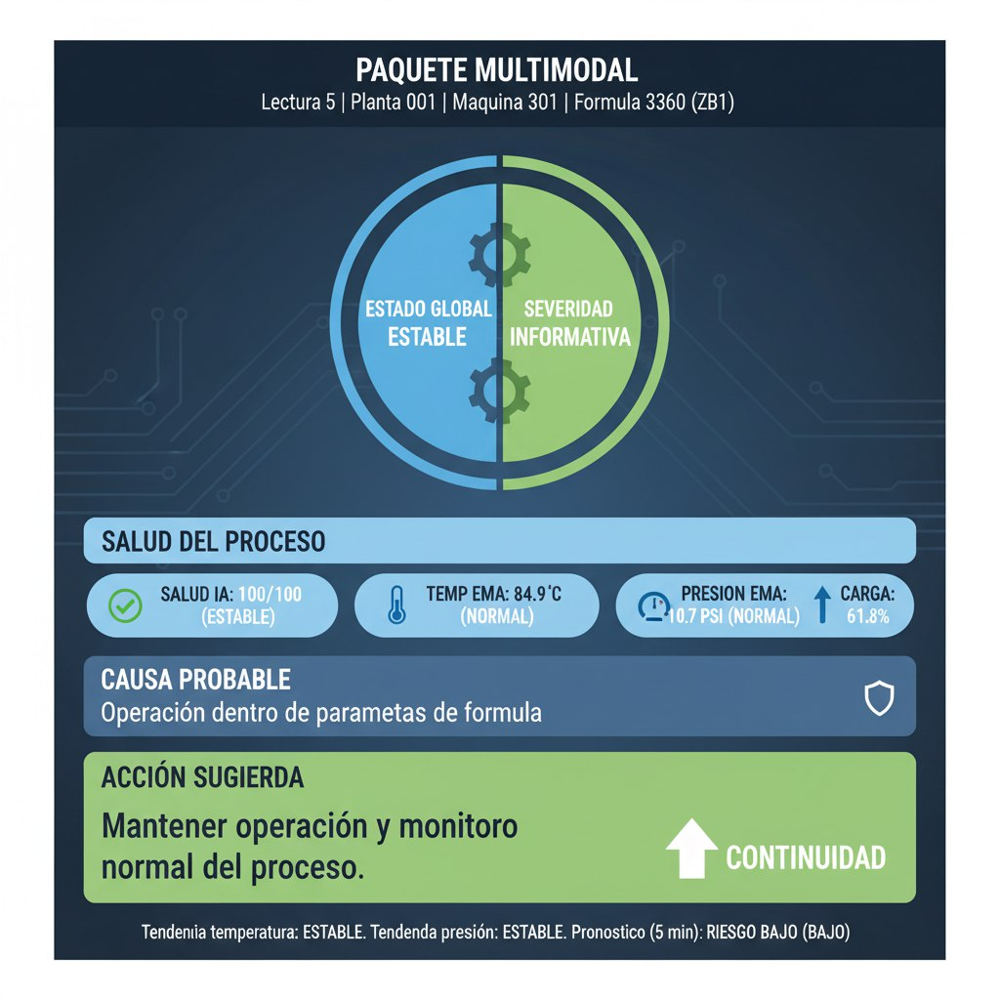 PAQUETE MULTIMODAL
Lectura 5 | Planta 001 | Maquina 301 | Formula 3360 (ZB1)
ESTADO GLOBAL
ESTABLE
SEVERIDAD
INFORMATIVA
SALUD DEL PROCESO
SALUD IA: 100/100
(ESTABLE)
TEMP EMA: 84.9°C
(NORMAL)
PRESION EMA:
10.7 PSI (NORMAL)
CARGA:
61.8%
CAUSA PROBABLE
Operación dentro de parametas de formula
ACCIÓN SUGIERDA
Mantener operación y monitoro
normal del proceso.
CONTINUIDAD
Tendenıia temperatura: ESTABLE. Tendenda presión: ESTABLE. Pronostico (5 min): RIESGO BAJO (BAJO)